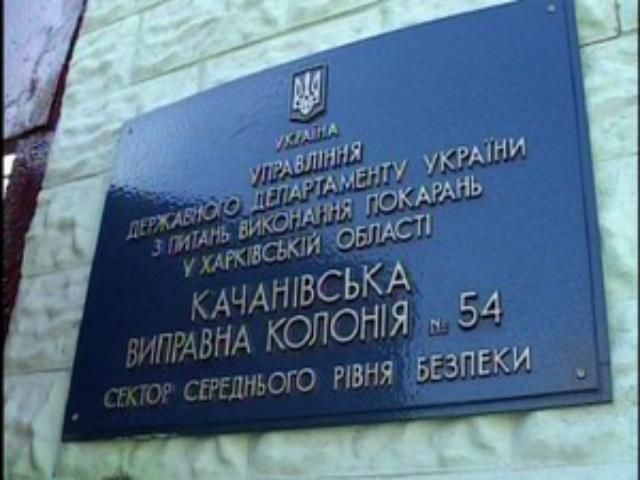 УКРАЇНА
УПРАВЛІННЯ
ДЕРЖАВНОГО ДЕПАРТАМЕНТУ УКРАЇНИ
З ПИТАНЬ ВИКОНАННЯ ПОКАРАНЬ
У ХАРКІВСЬКІЙ ОБЛАСТІ
КАЧАНІВСЬКА
ВИПРАВНА КОЛОНІЯ № 54
СЕКТОР СЕРЕДНЬОГО РІВНЯ БЕЗПЕКИ